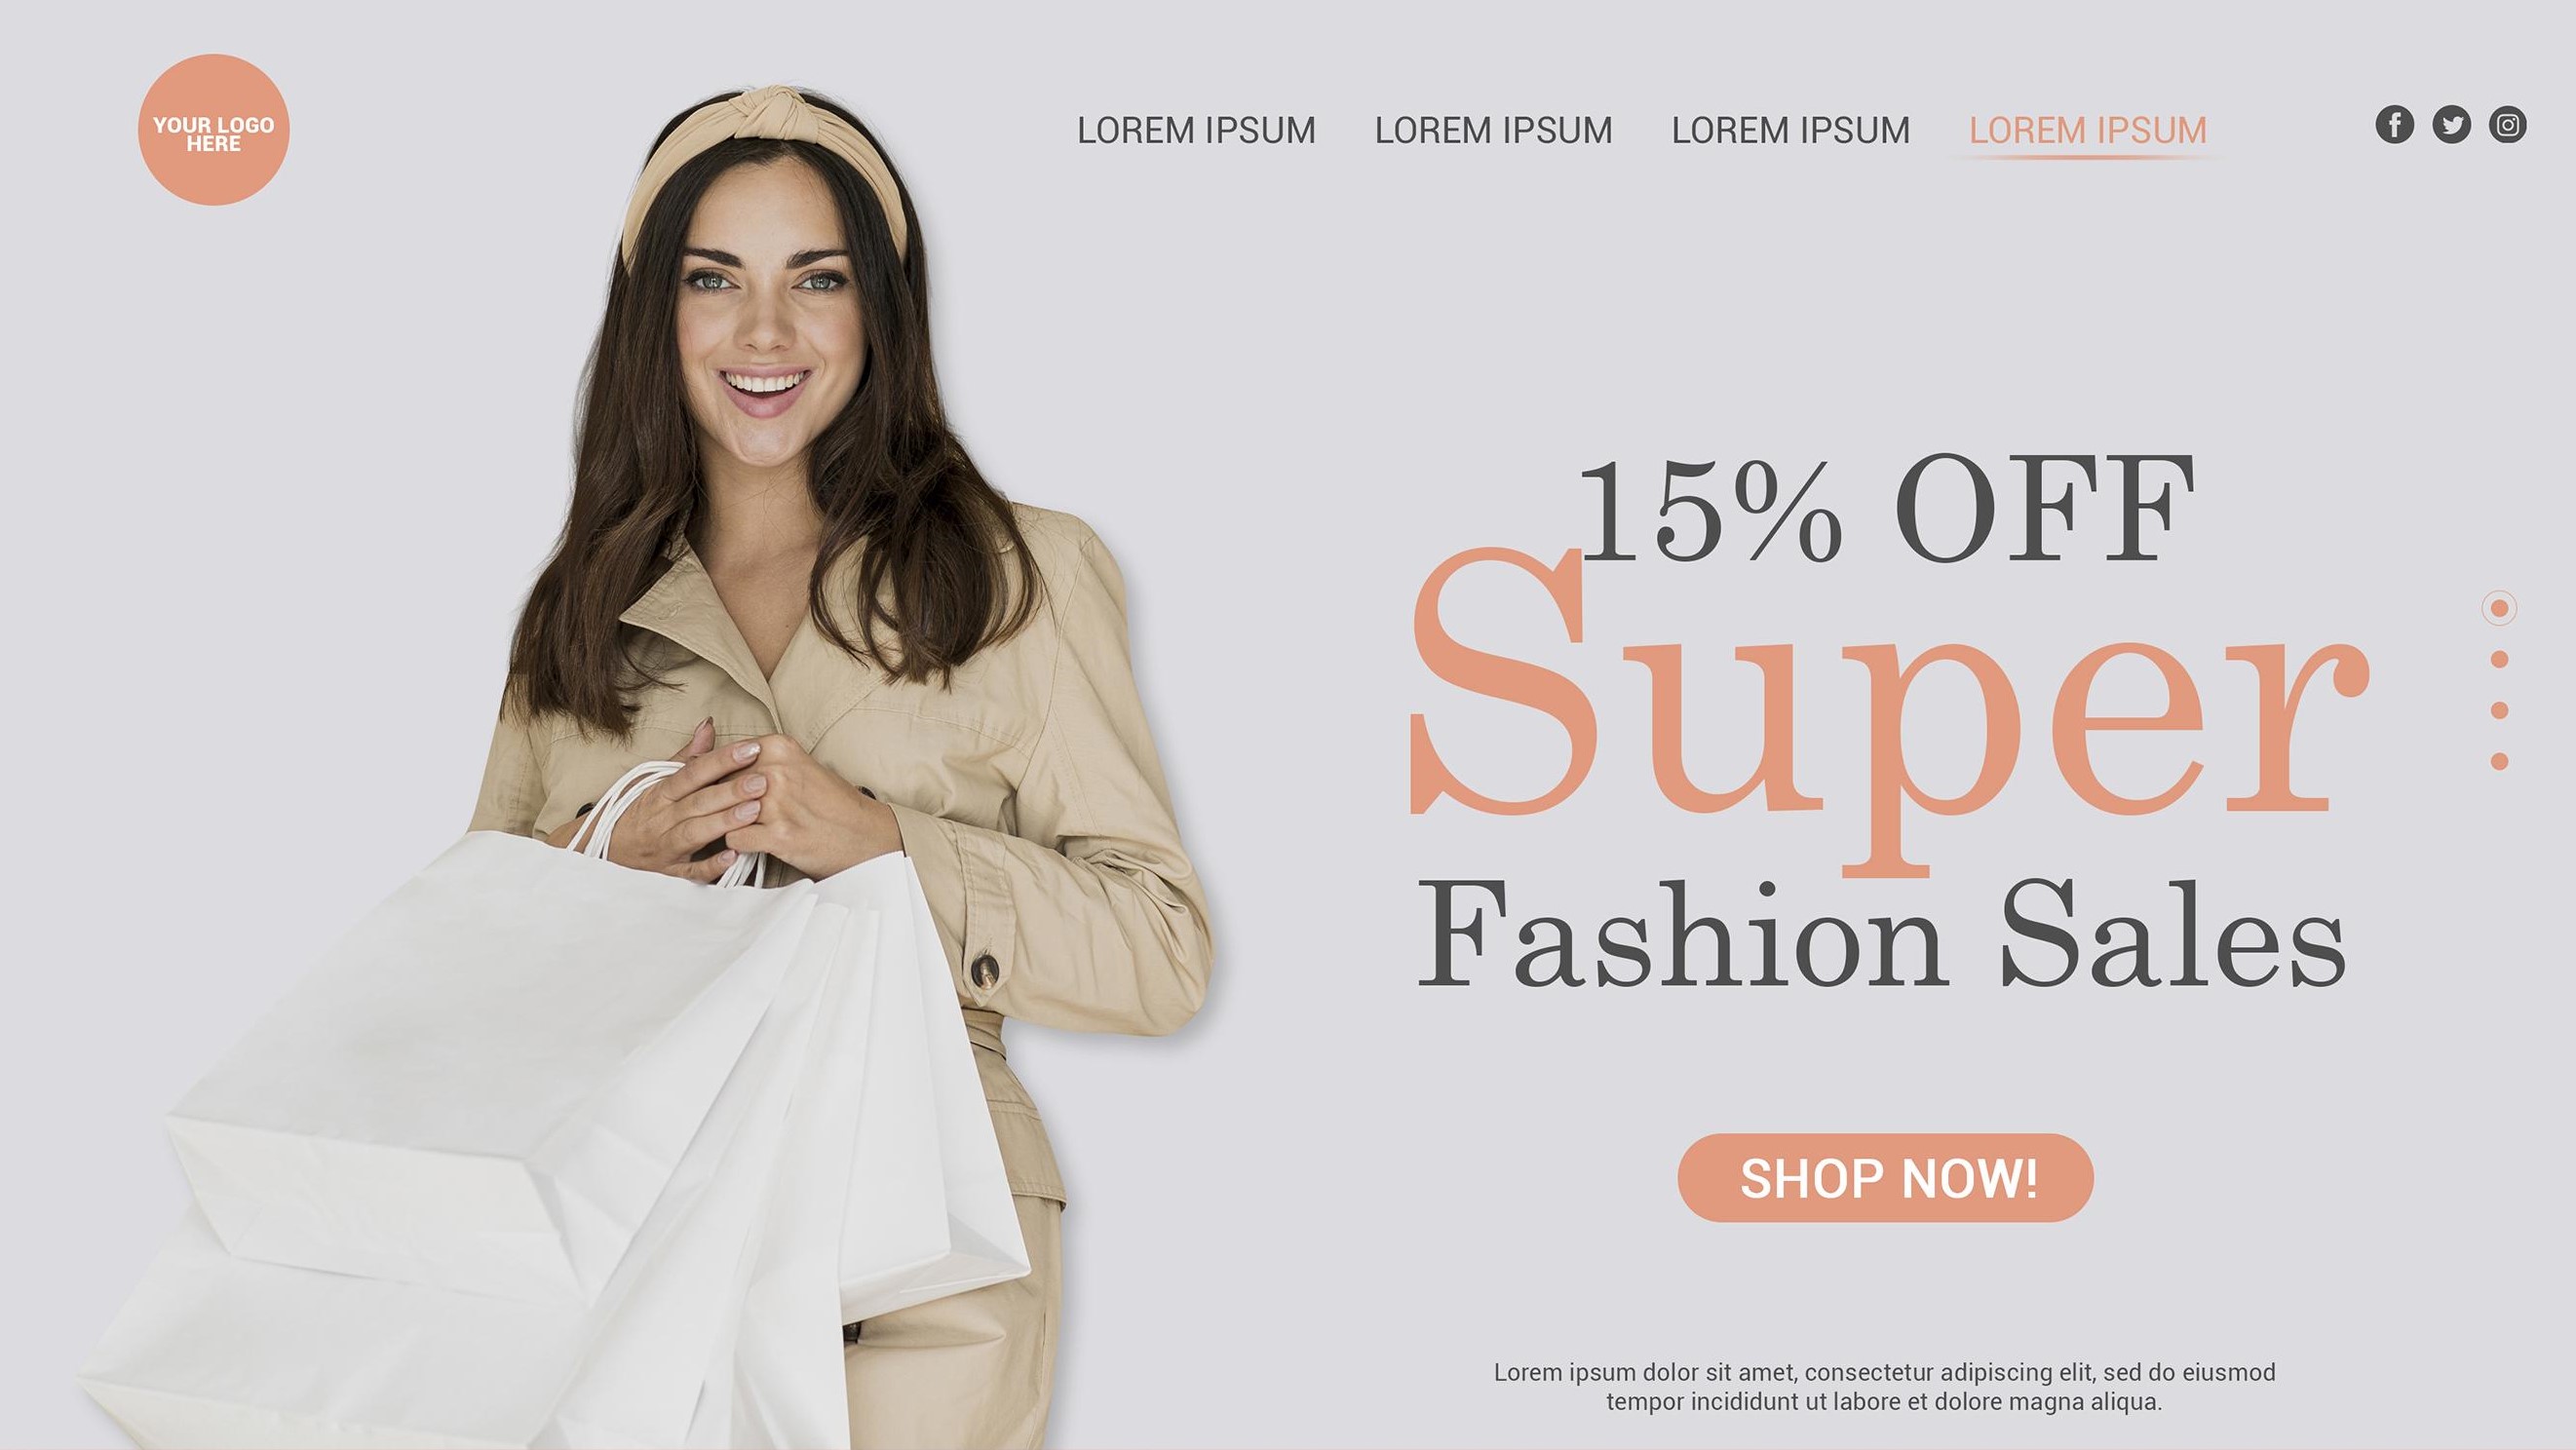 YOUR LOGO
HERE
LOREM IPSUM LOREM IPSUM LOREM IPSUM LOREM IPSUM
15% OFF
Super
Fashion Sales
SHOP NOW!
Lorem ipsum dolor sit amet, consectetur adipiscing elit, sed do eiusmod
tempor incididunt ut labore et dolore magna aliqua.